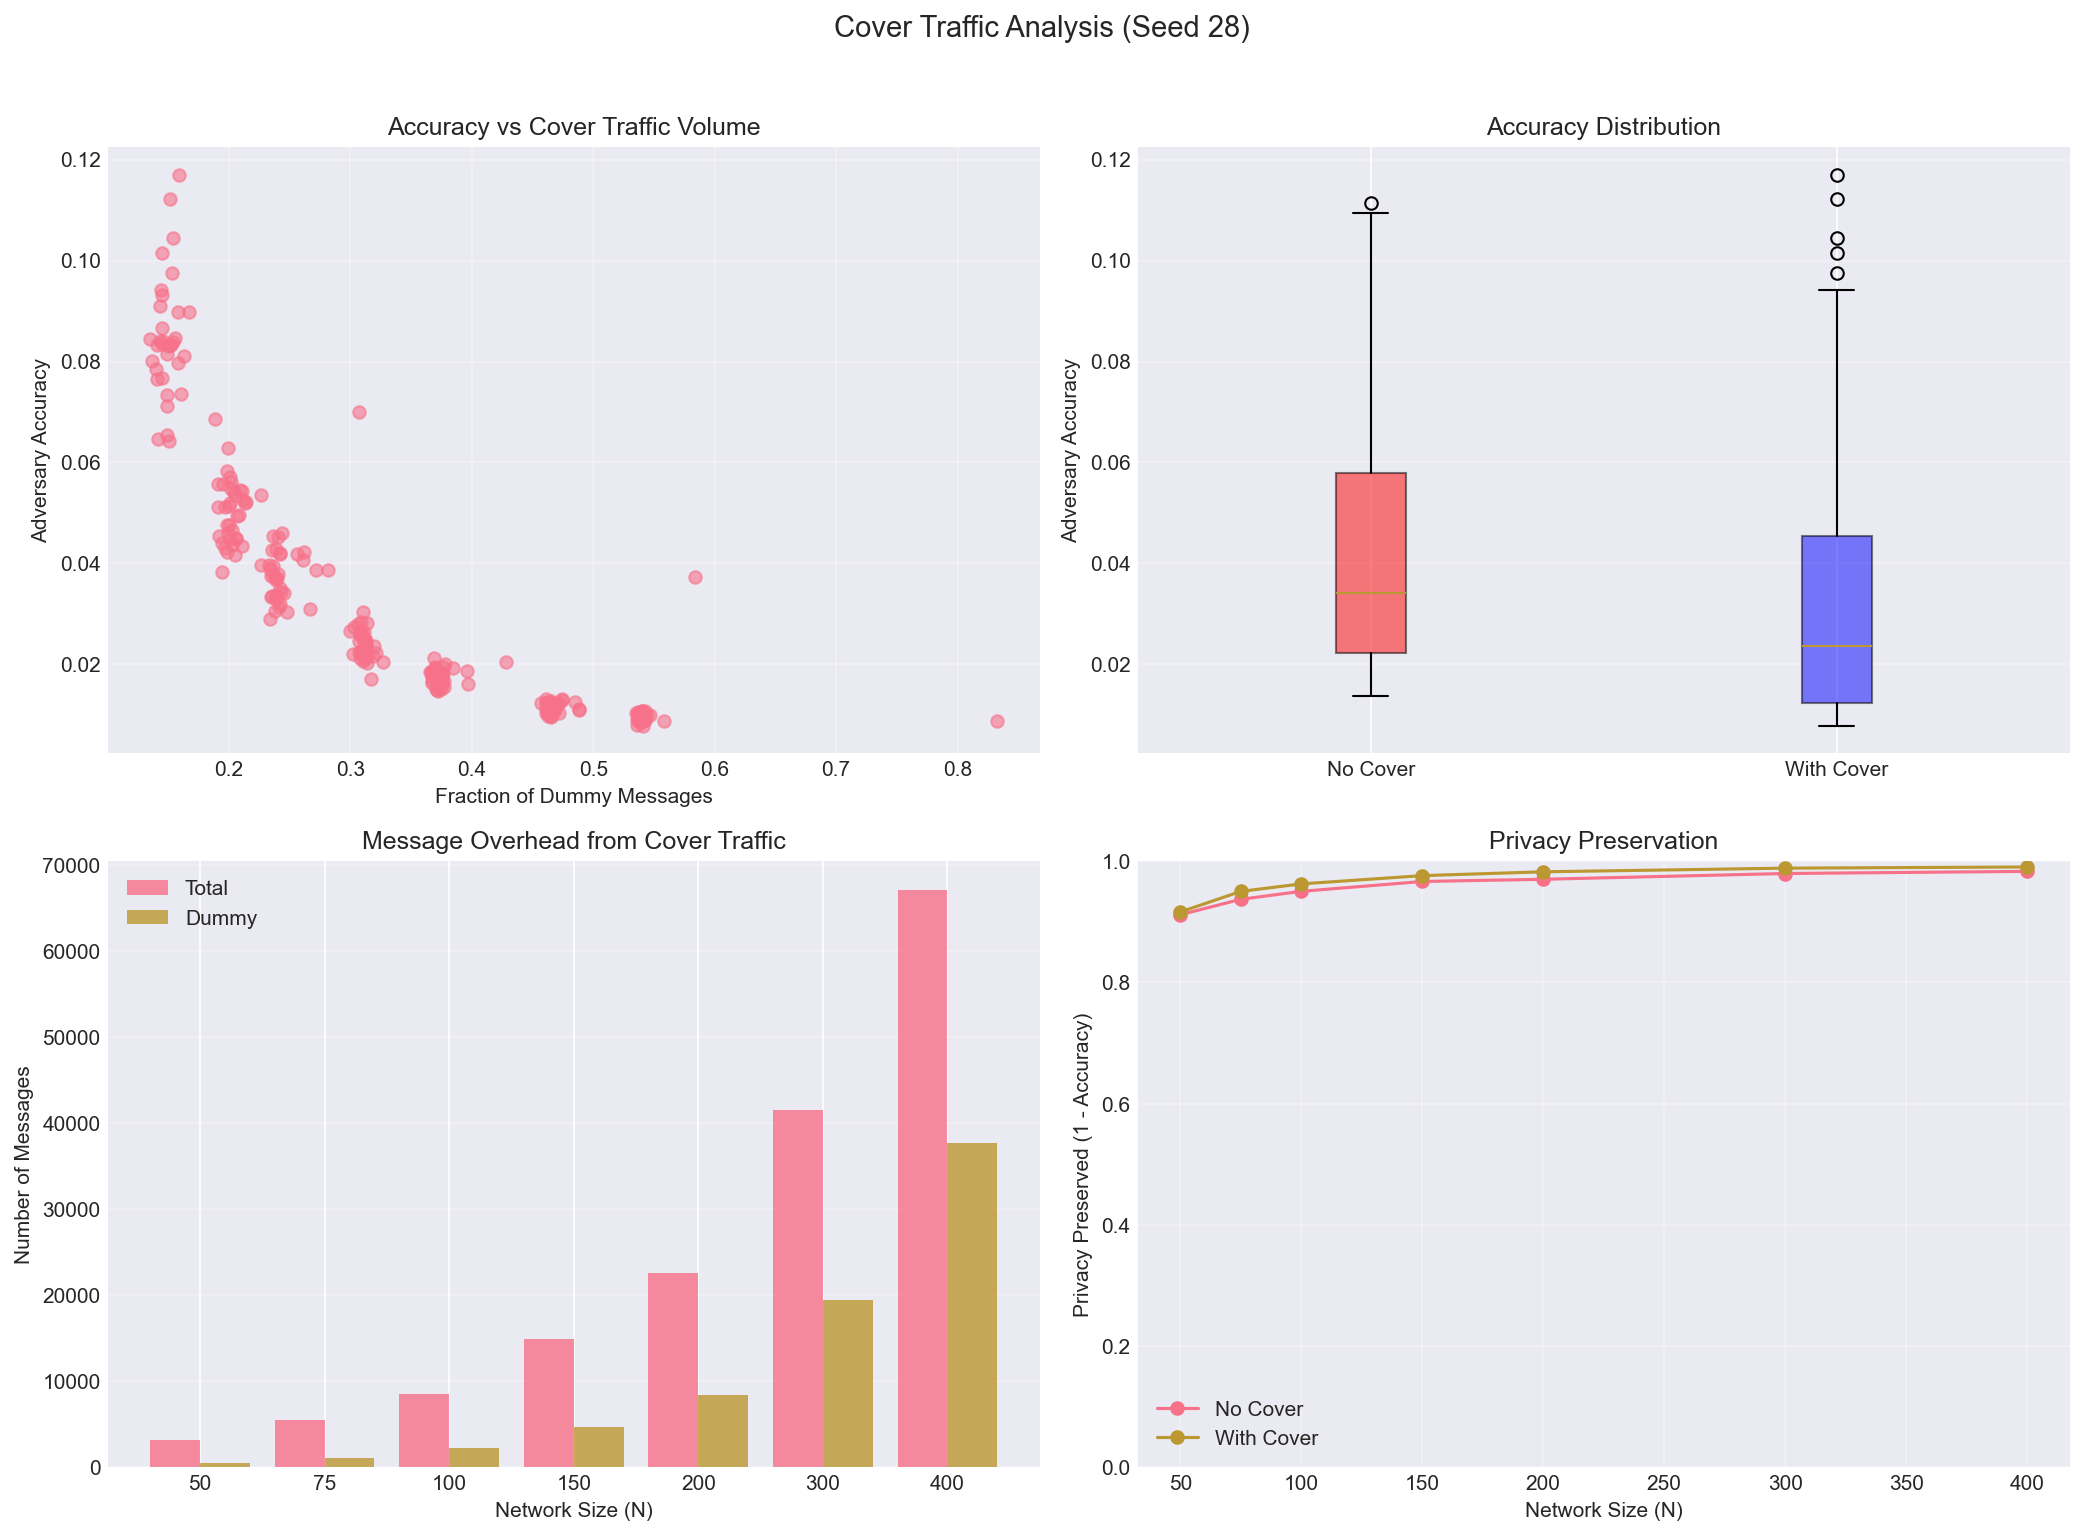 Cover Traffic Analysis (Seed 28)
Accuracy vs Cover Traffic Volume
Adversary Accuracy
0.12
0.10
0.08
0.06
0.04
0.02
0.2 0.3 0.4 0.5 0.6 0.7 0.8
Fraction of Dummy Messages
Accuracy Distribution
Adversary Accuracy
0.12
0.10
0.08
0.06
0.04
0.02
No Cover With Cover
Message Overhead from Cover Traffic
Number of Messages
70000
60000
50000
40000
30000
20000
10000
0
Total
Dummy
50 75 100 150 200 300 400
Network Size (N)
Privacy Preservation
Privacy Preserved (1 - Accuracy)
1.0
0.8
0.6
0.4
0.2
0.0
No Cover
With Cover
50 100 150 200 250 300 350 400
Network Size (N)